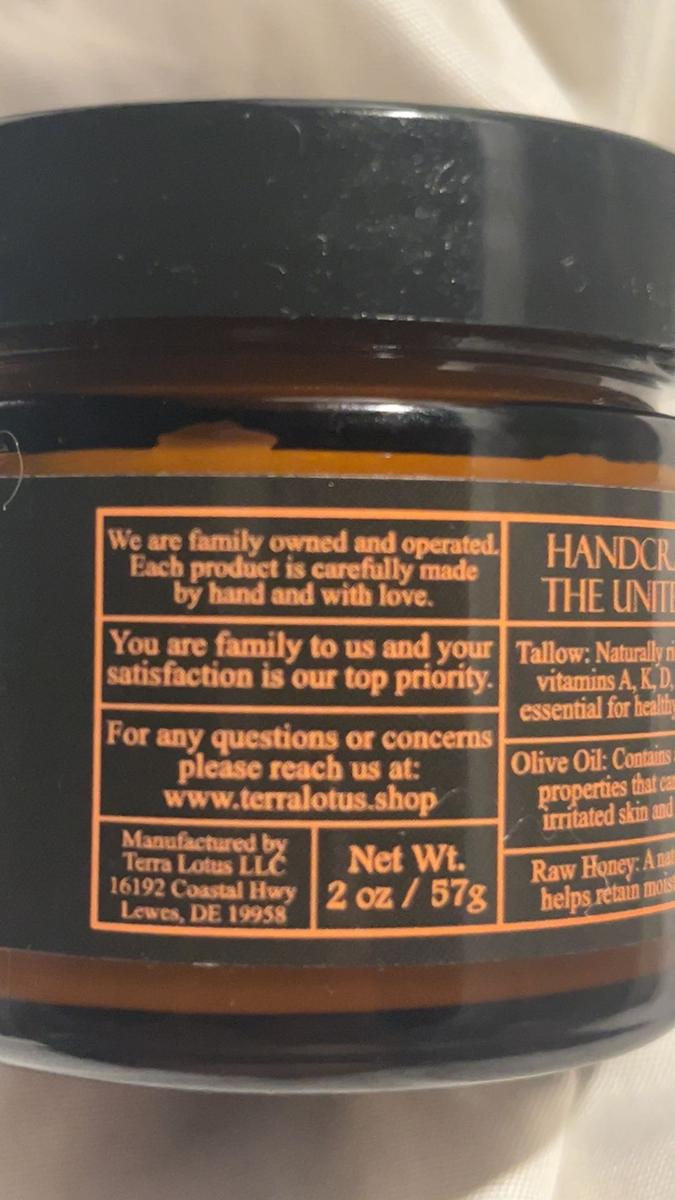 We are family owned and operated.
Each product is carefully made
by hand and with love.
You are family to us and your
satisfaction is our top priority.
For any questions or concerns
please reach us at:
www.terralotus.shop
Manufactured by
Terra Lotus LLC
16192 Coastal Hwy
Lewes, DE 19958
Net Wt.
2 oz / 57g
HANDCR
THE UNITE
Tallow: Naturally ri
vitamins A, K, D,
essential for healthy
Olive Oil: Contains
properties that ca
irritated skin and
Raw Honey: A nat
helps retain moist